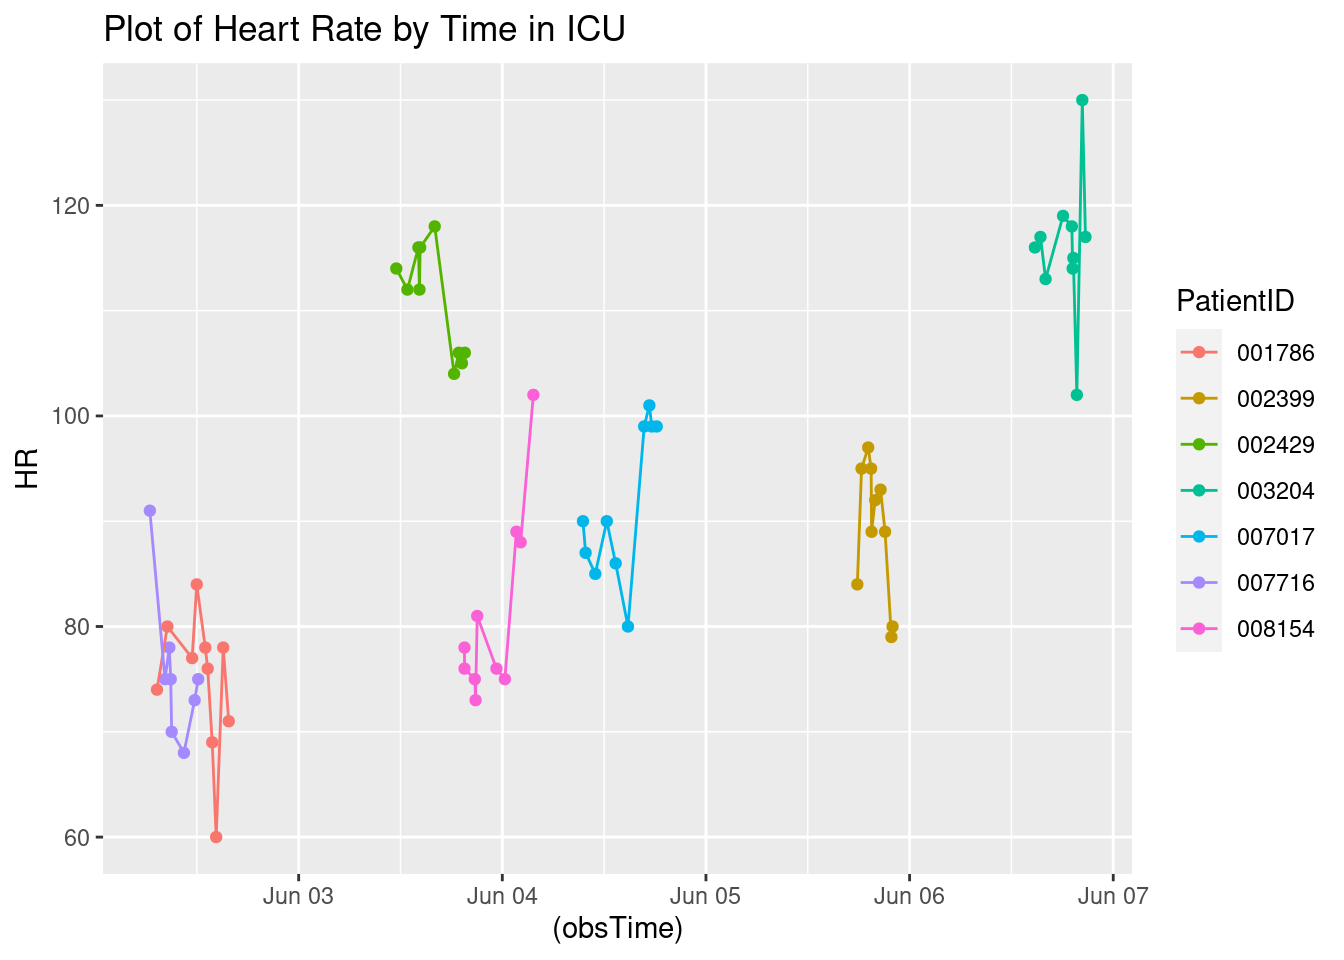 Plot of Heart Rate by Time in ICU
HR
120
100
80
60
Jun 03
Jun 04
Jun 05
Jun 06
Jun 07
(obsTime)
PatientID
001786
002399
002429
003204
007017
007716
008154